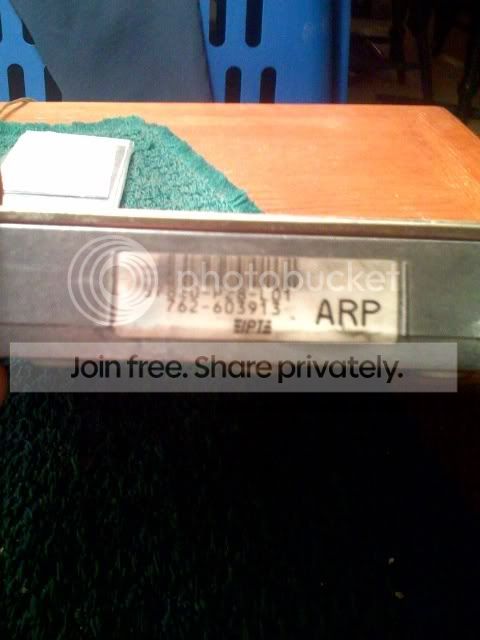 photobucket
762-603913
ARP
Join free. Share privately.